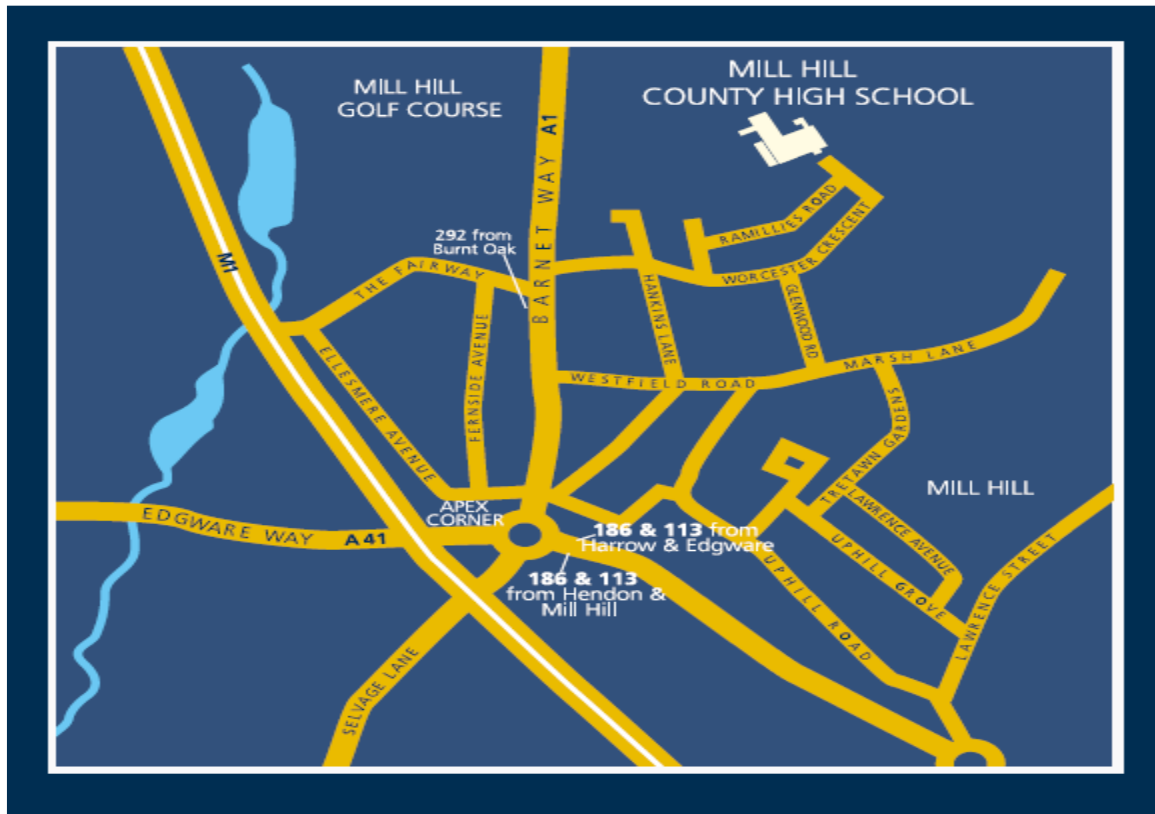 MILL HILL
COUNTY HIGH SCHOOL
MILL HILL
GOLF COURSE
BARNET WAY A1
RAMILLIES ROAD
WORCESTER CRESCENT
292 from
Burnt Oak
M1
THE FAIRWAY
HANKINS LANE
GLENWOOD RD
FERNSIDE AVENUE
ELLESMERE AVENUE
MARSH LANE
WESTFIELD ROAD
TRETAWN GARDENS
MILL HILL
LAWRENCE AVENUE
APEX
CORNER
EDGWARE WAY A41
186 & 113 from
Harrow & Edgware
186 & 113
from Hendon &
Mill Hill
UPHILL GROVE
UPHILL ROAD
LAWRENCE STREET
SELVAGE LANE